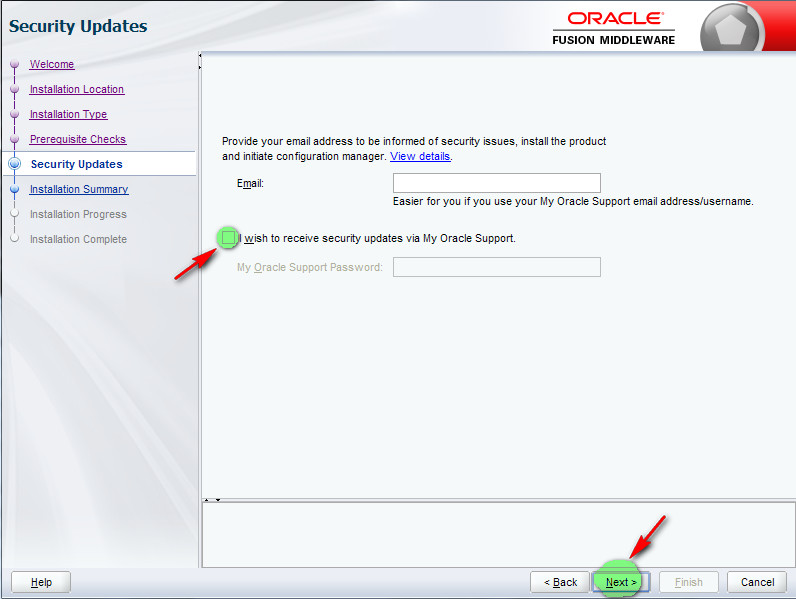 Security Updates
ORACLE®
FUSION MIDDLEWARE
Welcome
Installation Location
Installation Type
Prerequisite Checks
Security Updates
Installation Summary
Installation Progress
Installation Complete
Provide your email address to be informed of security issues, install the product
and initiate configuration manager. View details.
Email:
Easier for you if you use your My Oracle Support email address/username.
I wish to receive security updates via My Oracle Support.
My Oracle Support Password:
Help
< Back
Next >
Finish
Cancel